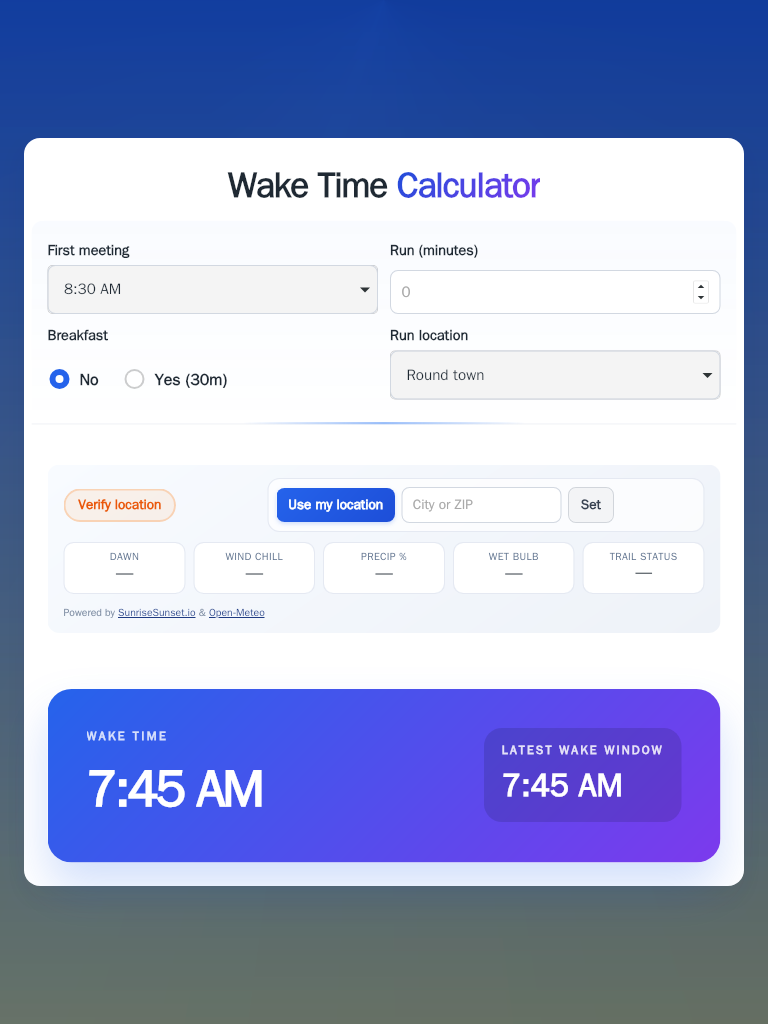 Wake Time Calculator
First meeting
8:30 AM
Run (minutes)
0
Breakfast
No
Yes (30m)
Run location
Round town
Verify location
Use my location
City or ZIP
Set
DAWN
—
WIND CHILL
—
PRECIP %
—
WET BULB
—
TRAIL STATUS
—
Powered by SunriseSunset.io & Open-Meteo
WAKE TIME
7:45 AM
LATEST WAKE WINDOW
7:45 AM